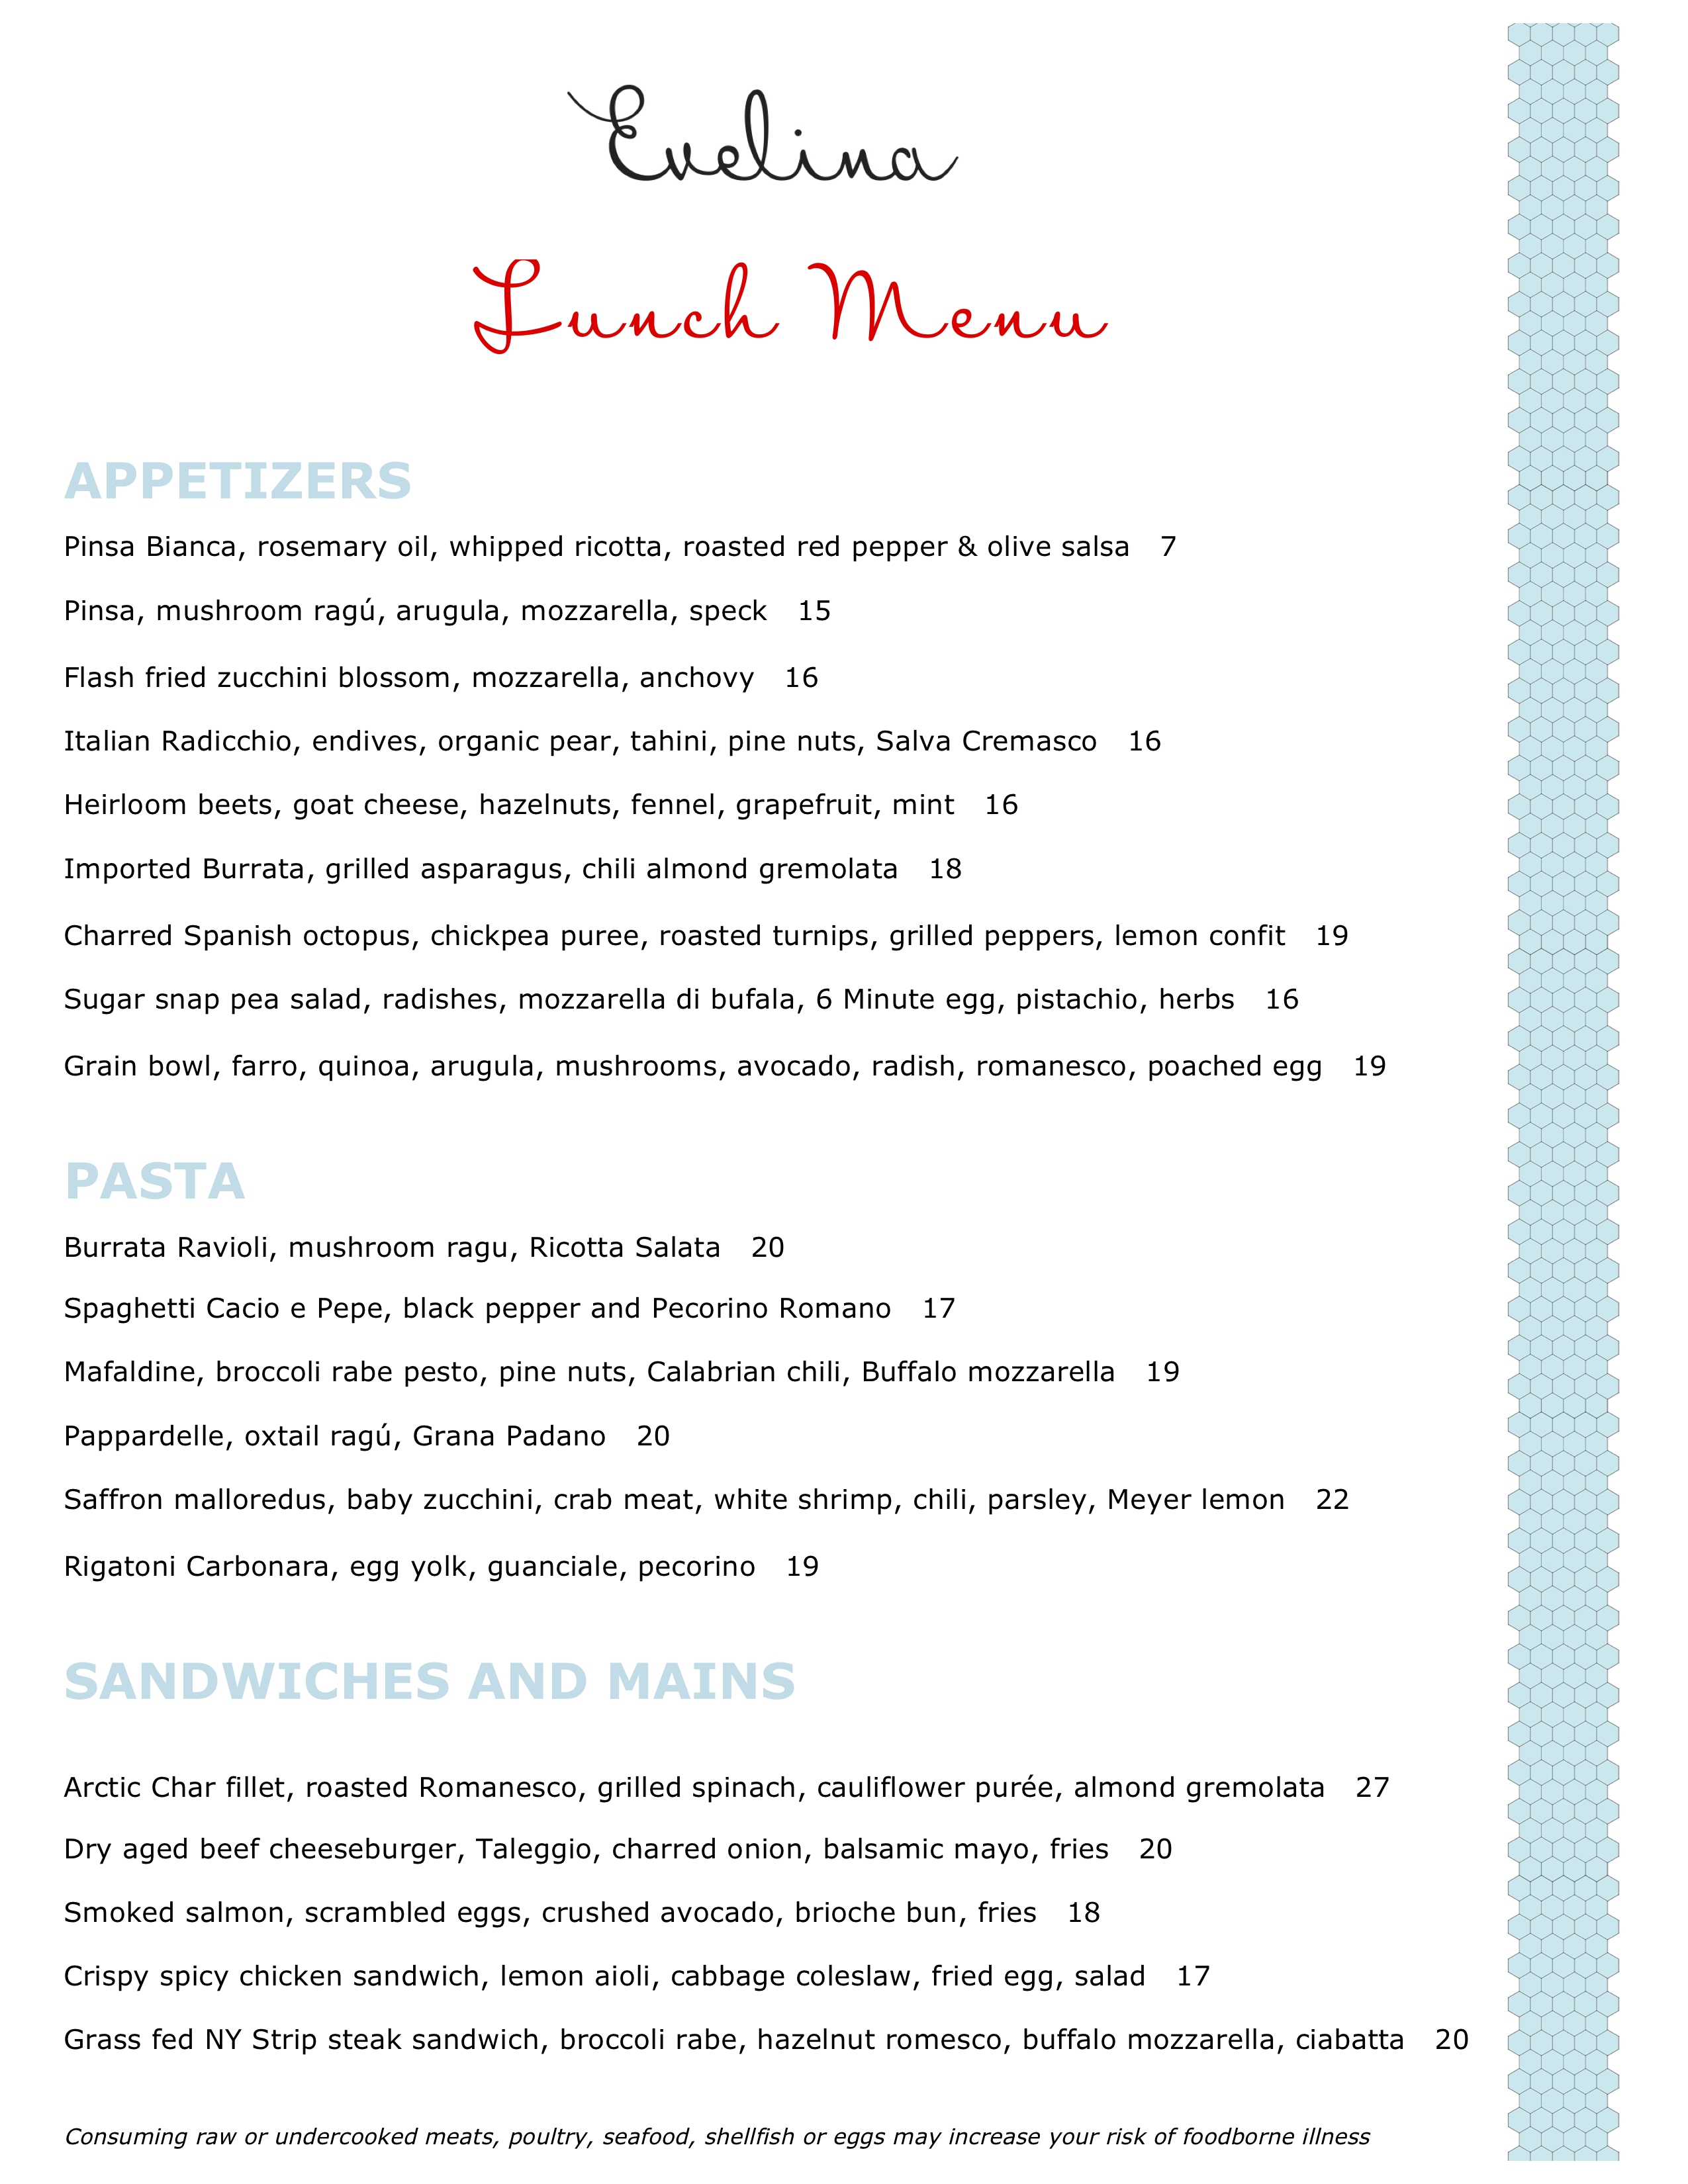 Evelina
Lunch Menu
APPETIZERS
Pinsa Bianca, rosemary oil, whipped ricotta, roasted red pepper & olive salsa 7
Pinsa, mushroom ragú, arugula, mozzarella, speck 15
Flash fried zucchini blossom, mozzarella, anchovy 16
Italian Radicchio, endives, organic pear, tahini, pine nuts, Salva Cremasco 16
Heirloom beets, goat cheese, hazelnuts, fennel, grapefruit, mint 16
Imported Burrata, grilled asparagus, chili almond gremolata 18
Charred Spanish octopus, chickpea puree, roasted turnips, grilled peppers, lemon confit 19
Sugar snap pea salad, radishes, mozzarella di bufala, 6 Minute egg, pistachio, herbs 16
Grain bowl, farro, quinoa, arugula, mushrooms, avocado, radish, romanesco, poached egg 19
PASTA
Burrata Ravioli, mushroom ragu, Ricotta Salata 20
Spaghetti Cacio e Pepe, black pepper and Pecorino Romano 17
Mafaldine, broccoli rabe pesto, pine nuts, Calabrian chili, Buffalo mozzarella 19
Pappardelle, oxtail ragú, Grana Padano 20
Saffron malloredus, baby zucchini, crab meat, white shrimp, chili, parsley, Meyer lemon 22
Rigatoni Carbonara, egg yolk, guanciale, pecorino 19
SANDWICHES AND MAINS
Arctic Char fillet, roasted Romanesco, grilled spinach, cauliflower purée, almond gremolata 27
Dry aged beef cheeseburger, Taleggio, charred onion, balsamic mayo, fries 20
Smoked salmon, scrambled eggs, crushed avocado, brioche bun, fries 18
Crispy spicy chicken sandwich, lemon aioli, cabbage coleslaw, fried egg, salad 17
Grass fed NY Strip steak sandwich, broccoli rabe, hazelnut romesco, buffalo mozzarella, ciabatta 20
Consuming raw or undercooked meats, poultry, seafood, shellfish or eggs may increase your risk of foodborne illness